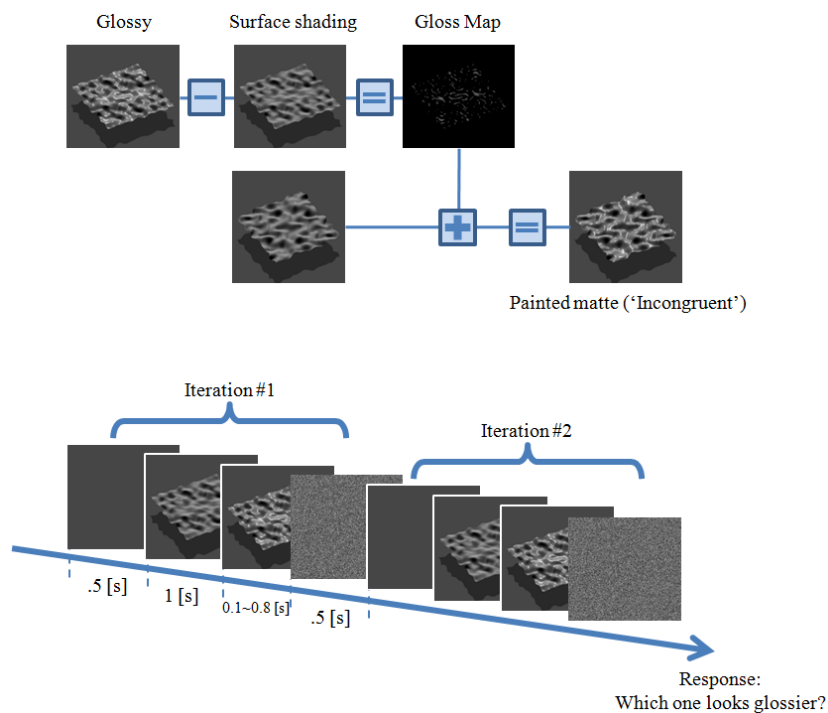 Glossy
Surface shading
Gloss Map
Painted matte (‘Incongruent’)
Iteration #1
Iteration #2
.5 [s]
1 [s]
0.1~0.8 [s]
.5 [s]
Response:
Which one looks glossier?